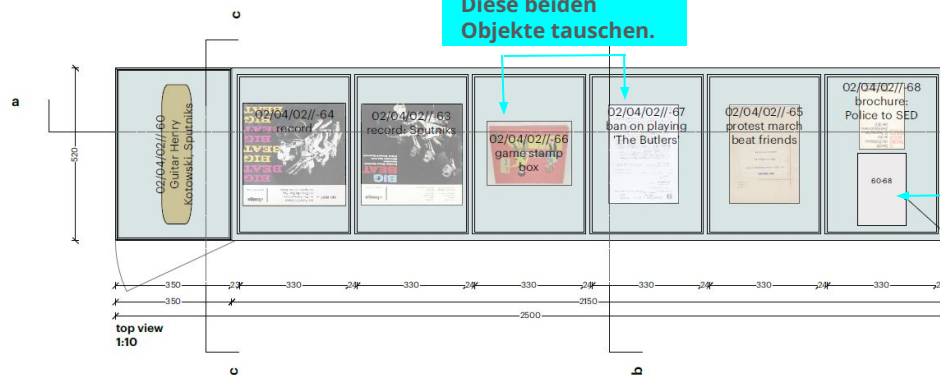 Diese beiden
Objekte tauschen.
c
a
520
02/04/02//-60
Guitar Henry
Kotowski, Sputniks
02/04/02//-64
record
BIG
BEAT
02/04/02//-63
record: Sputniks
BIG
BEAT
02/04/02//-66
game stamp
box
02/04/02//-67
ban on playing
'The Butlers'
02/04/02//-65
protest march
beat friends
02/04/02//-68
brochure:
Police to SED
60-68
350 23 330 24 330 24 330 24 330 24 330 24 330
350 2150
2500
top view
1:10
c
b